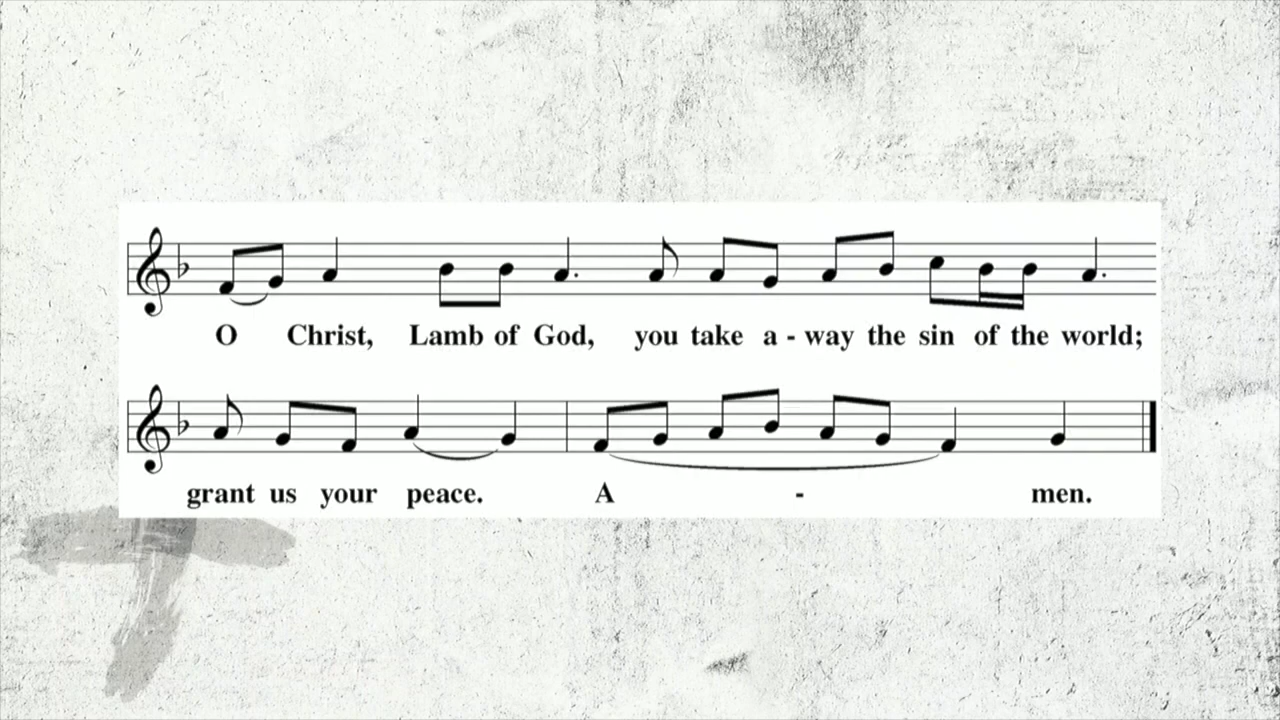 O Christ, Lamb of God, you take a - way the sin of the world;
grant us your peace. A - men.